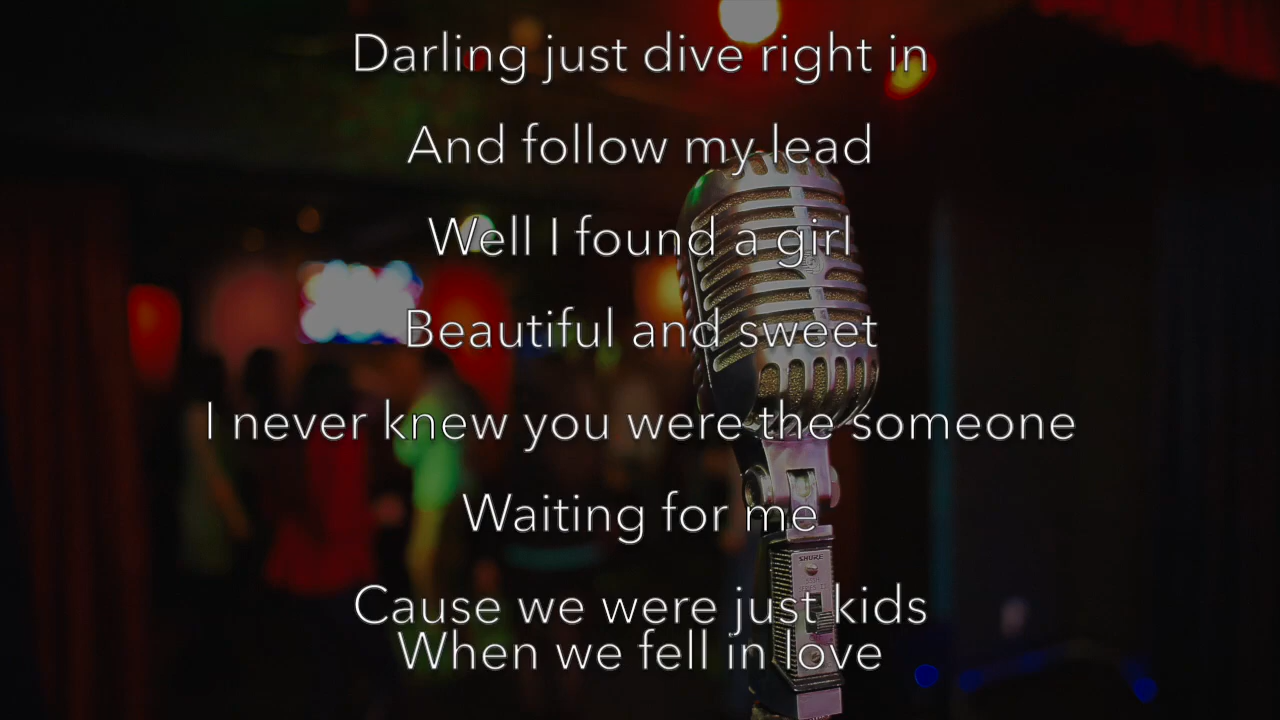 Darling just dive right in
And follow my lead
Well I found a girl
Beautiful and sweet
I never knew you were the someone
Waiting for me
Cause we were just kids
When we fell in love
SHURE